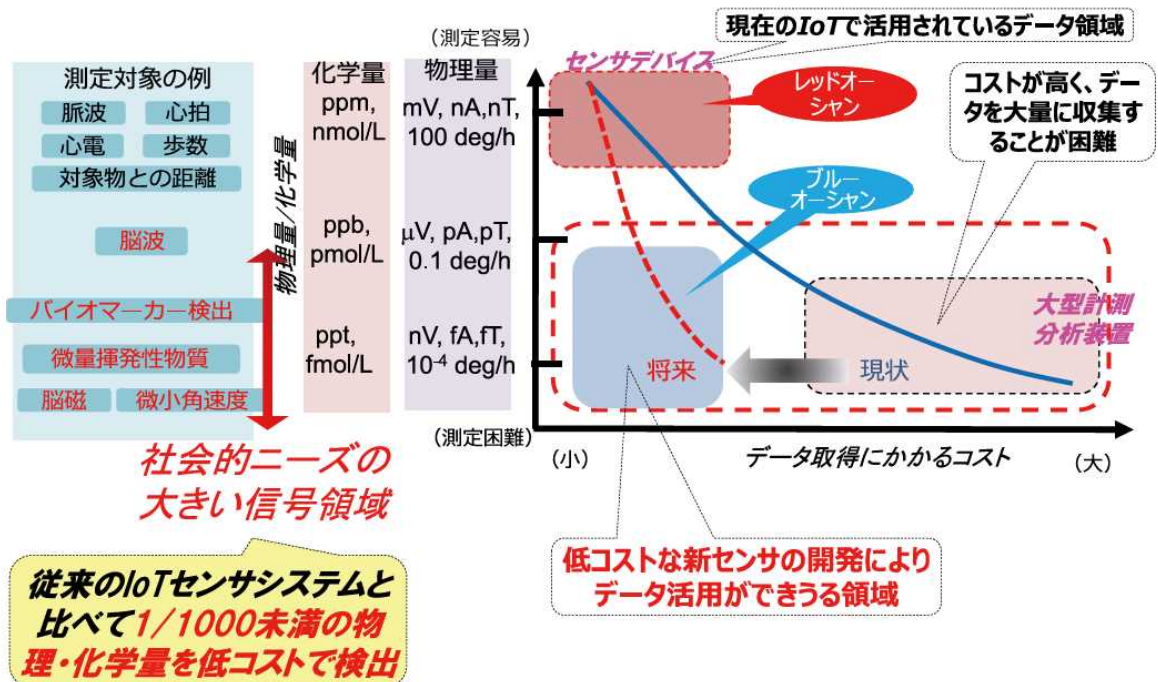 測定対象の例
脈波
心拍
心電
歩数
対象物との距離
脳波
バイオマーカー検出
微量揮発性物質
脳磁
微小角速度
社会的ニーズの
大きい信号領域
従来のIoTセンサシステムと
比べて1/1000未満の物
理・化学量を低コストで検出
物理量/化学量
化学量
ppm,
nmol/L
ppb,
pmol/L
ppt,
fmol/L
物理量
mV, nA,nT,
100 deg/h
μV, pA,pT,
0.1 deg/h
nV, fA,fT,
10⁻⁴ deg/h
(測定容易)
(測定困難)
センサデバイス
現在のIoTで活用されているデータ領域
レッドオー
シャン
ブルー
オーシャン
コストが高く、デー
タを大量に収集す
ることが困難
大型計測
分析装置
将来
現状
(小)
データ取得にかかるコスト
(大)
低コストな新センサの開発により
データ活用ができうる領域